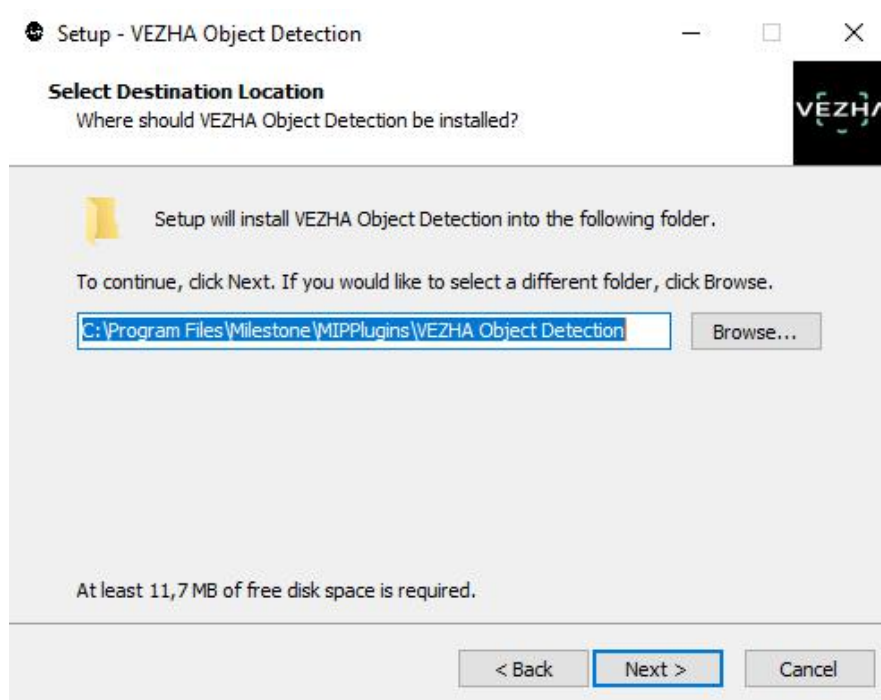 Setup - VEZHA Object Detection
Select Destination Location
Where should VEZHA Object Detection be installed?
VEZHA
Setup will install VEZHA Object Detection into the following folder.
To continue, click Next. If you would like to select a different folder, click Browse.
C:\Program Files\Milestone\MIPPlugins\VEZHA Object Detection
Browse...
At least 11,7 MB of free disk space is required.
< Back
Next >
Cancel